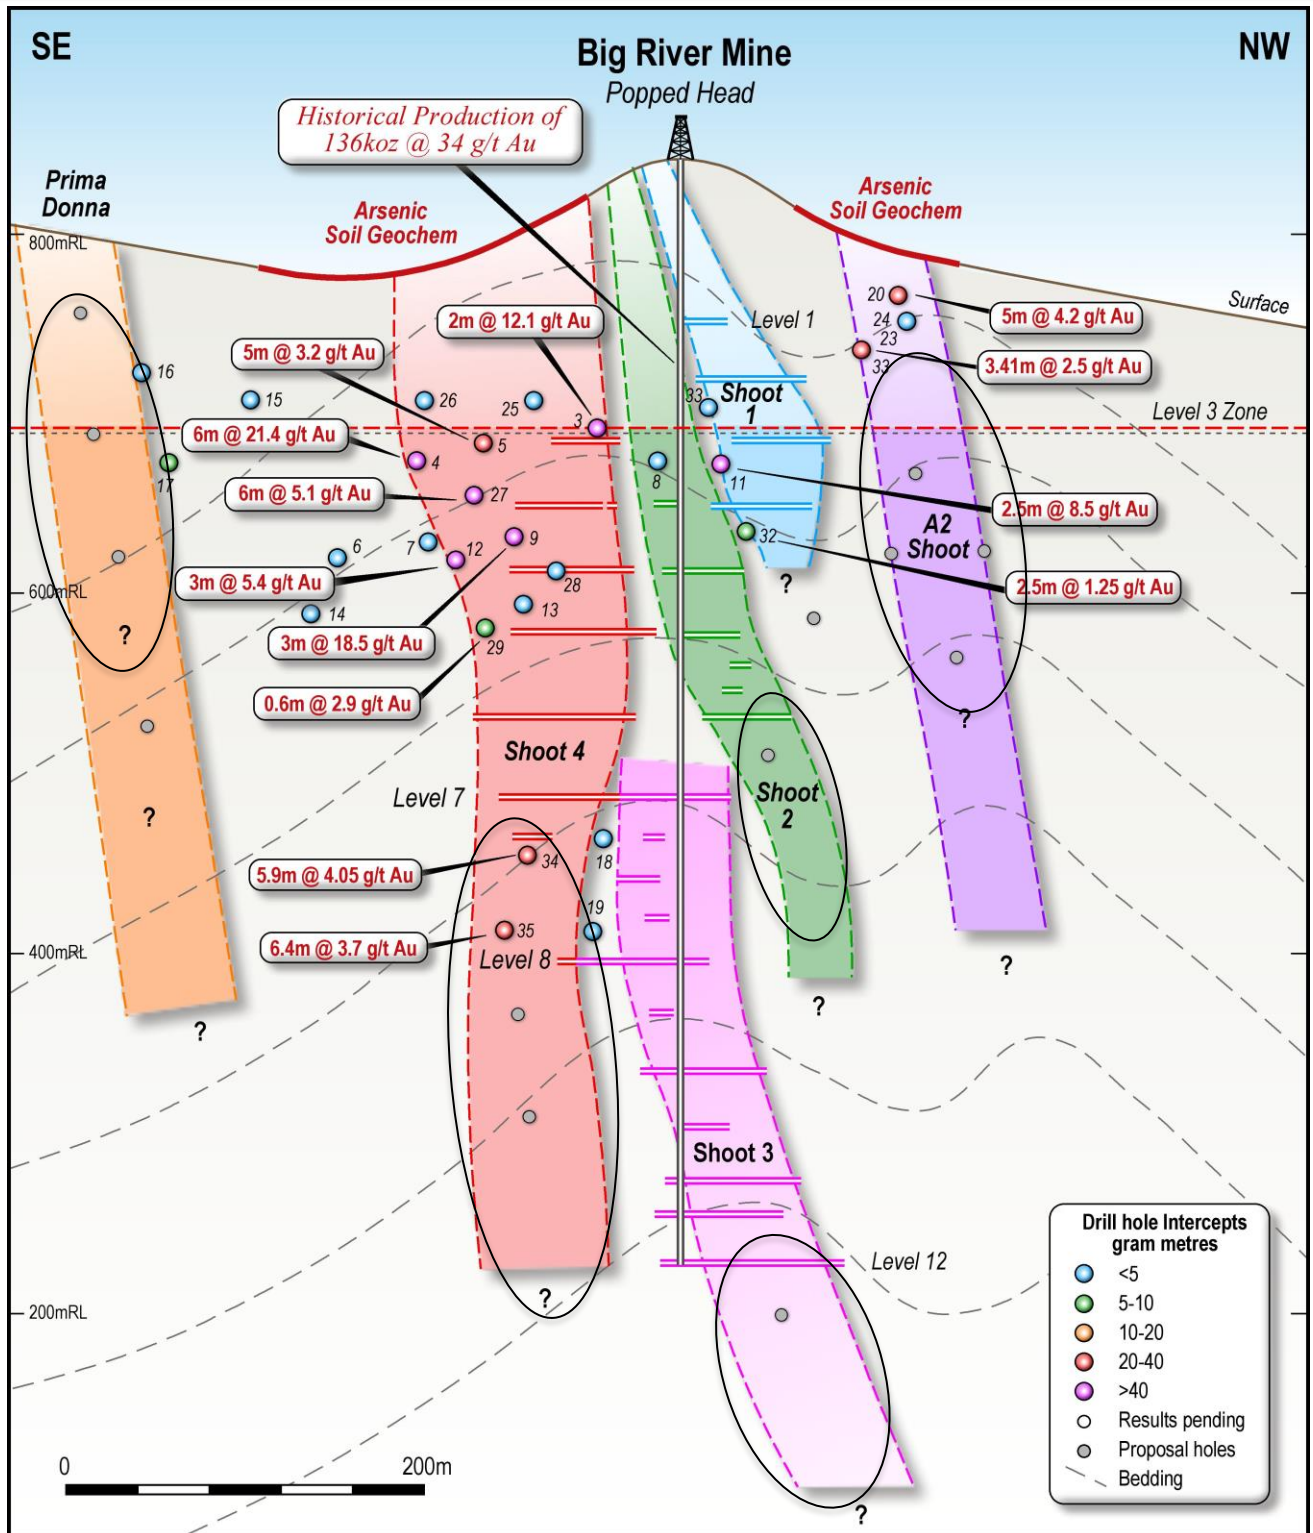 SE
Big River Mine
NW
Popped Head
Historical Production of
136koz @ 34 g/t Au
Prima
Donna
Arsenic
Soil Geochem
Arsenic
Soil Geochem
800mRL
Surface
20
24
23
33
5m @ 4.2 g/t Au
3.41m @ 2.5 g/t Au
2m @ 12.1 g/t Au
Level 1
5m @ 3.2 g/t Au
16
15
26
25
3
33
Shoot
1
Level 3 Zone
6m @ 21.4 g/t Au
4
5
17
8
11
6m @ 5.1 g/t Au
27
2.5m @ 8.5 g/t Au
A2
Shoot
32
6
7
12
9
3m @ 5.4 g/t Au
28
?
2.5m @ 1.25 g/t Au
600mRL
14
13
?
29
3m @ 18.5 g/t Au
0.6m @ 2.9 g/t Au
?
Shoot 4
Level 7
Shoot
2
?
18
34
5.9m @ 4.05 g/t Au
19
35
6.4m @ 3.7 g/t Au
400mRL
Level 8
?
?
?
Shoot 3
Level 12
?
200mRL
?
0
200m
Drill hole Intercepts
gram metres
<5
5-10
10-20
20-40
>40
Results pending
Proposal holes
Bedding